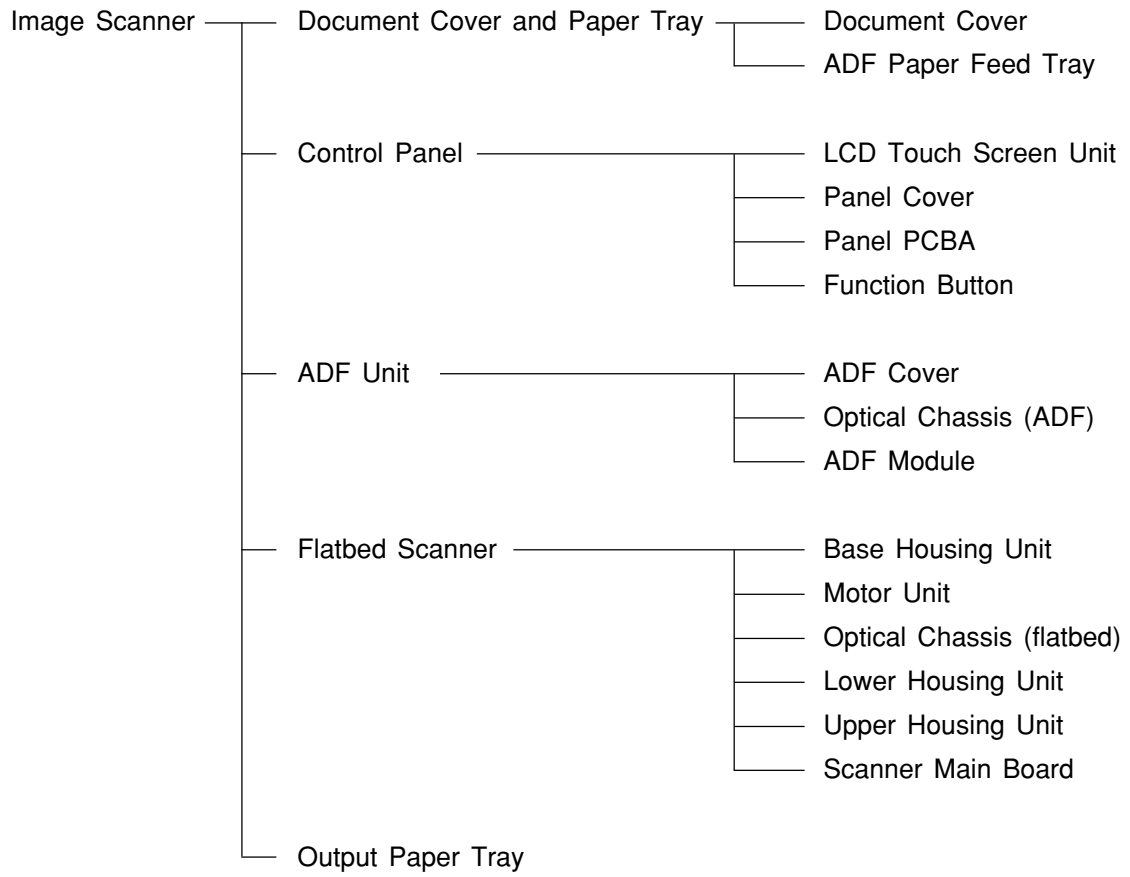 Image Scanner Document Cover and Paper Tray Document Cover
ADF Paper Feed Tray
Control Panel LCD Touch Screen Unit
Panel Cover
Panel PCBA
Function Button
ADF Unit ADF Cover
Optical Chassis (ADF)
ADF Module
Flatbed Scanner Base Housing Unit
Motor Unit
Optical Chassis (flatbed)
Lower Housing Unit
Upper Housing Unit
Scanner Main Board
Output Paper Tray